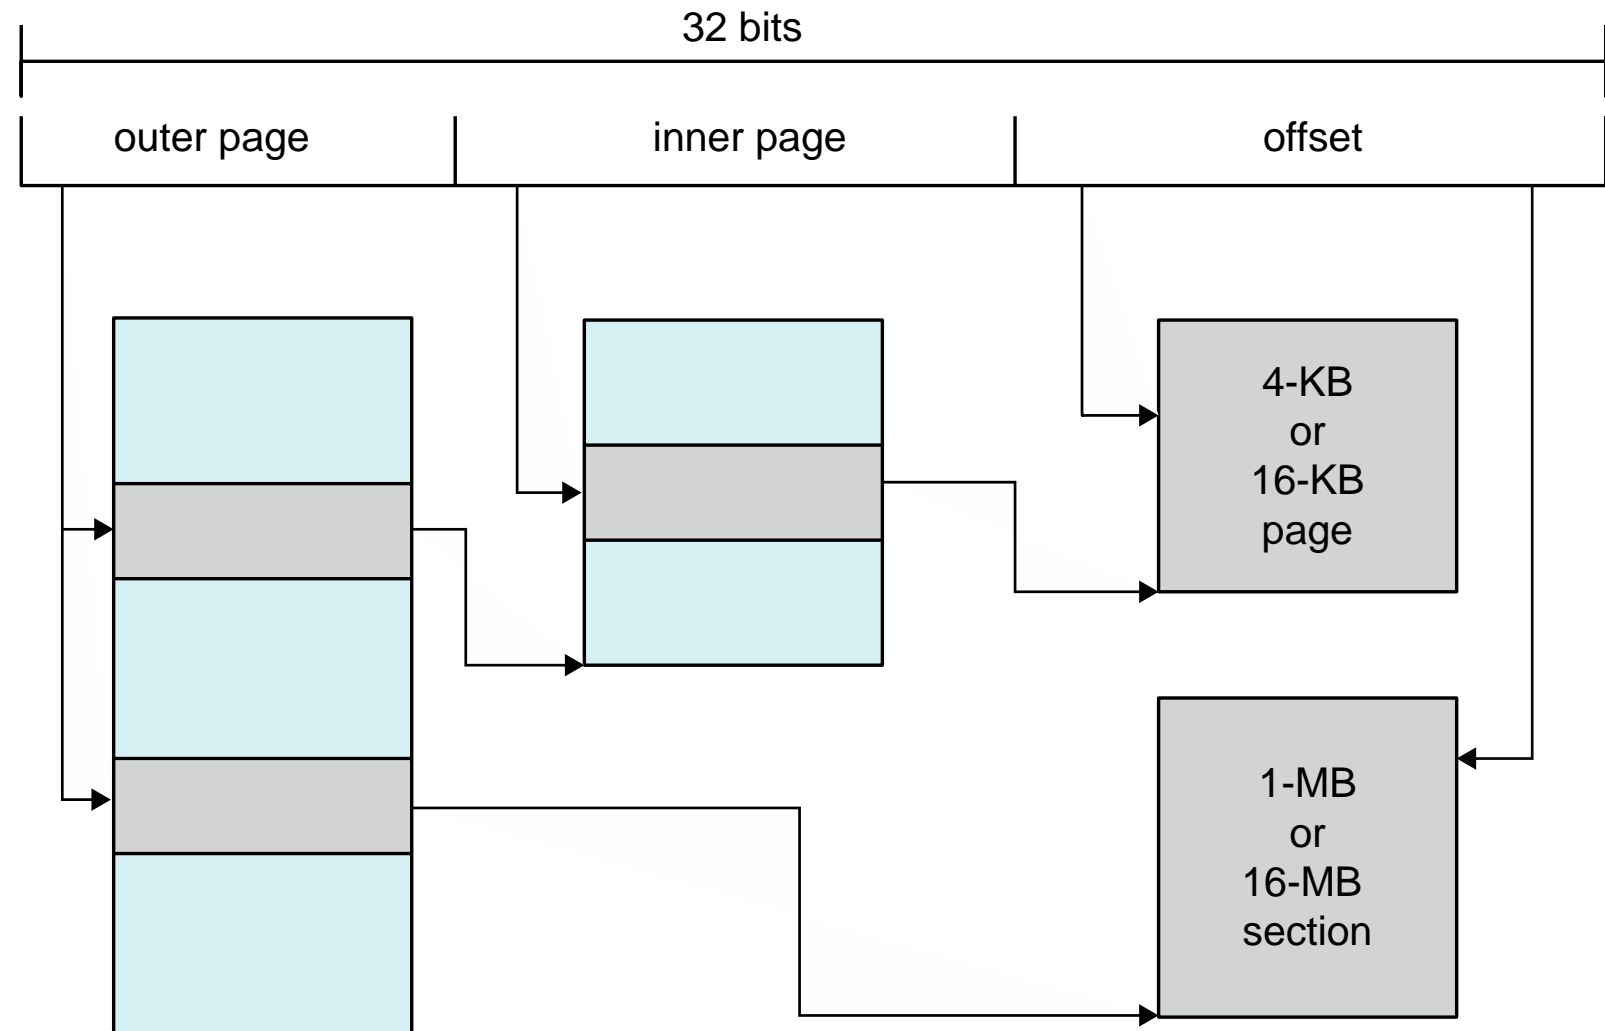 32 bits
outer page
inner page
offset
4-KB
or
16-KB
page
1-MB
or
16-MB
section